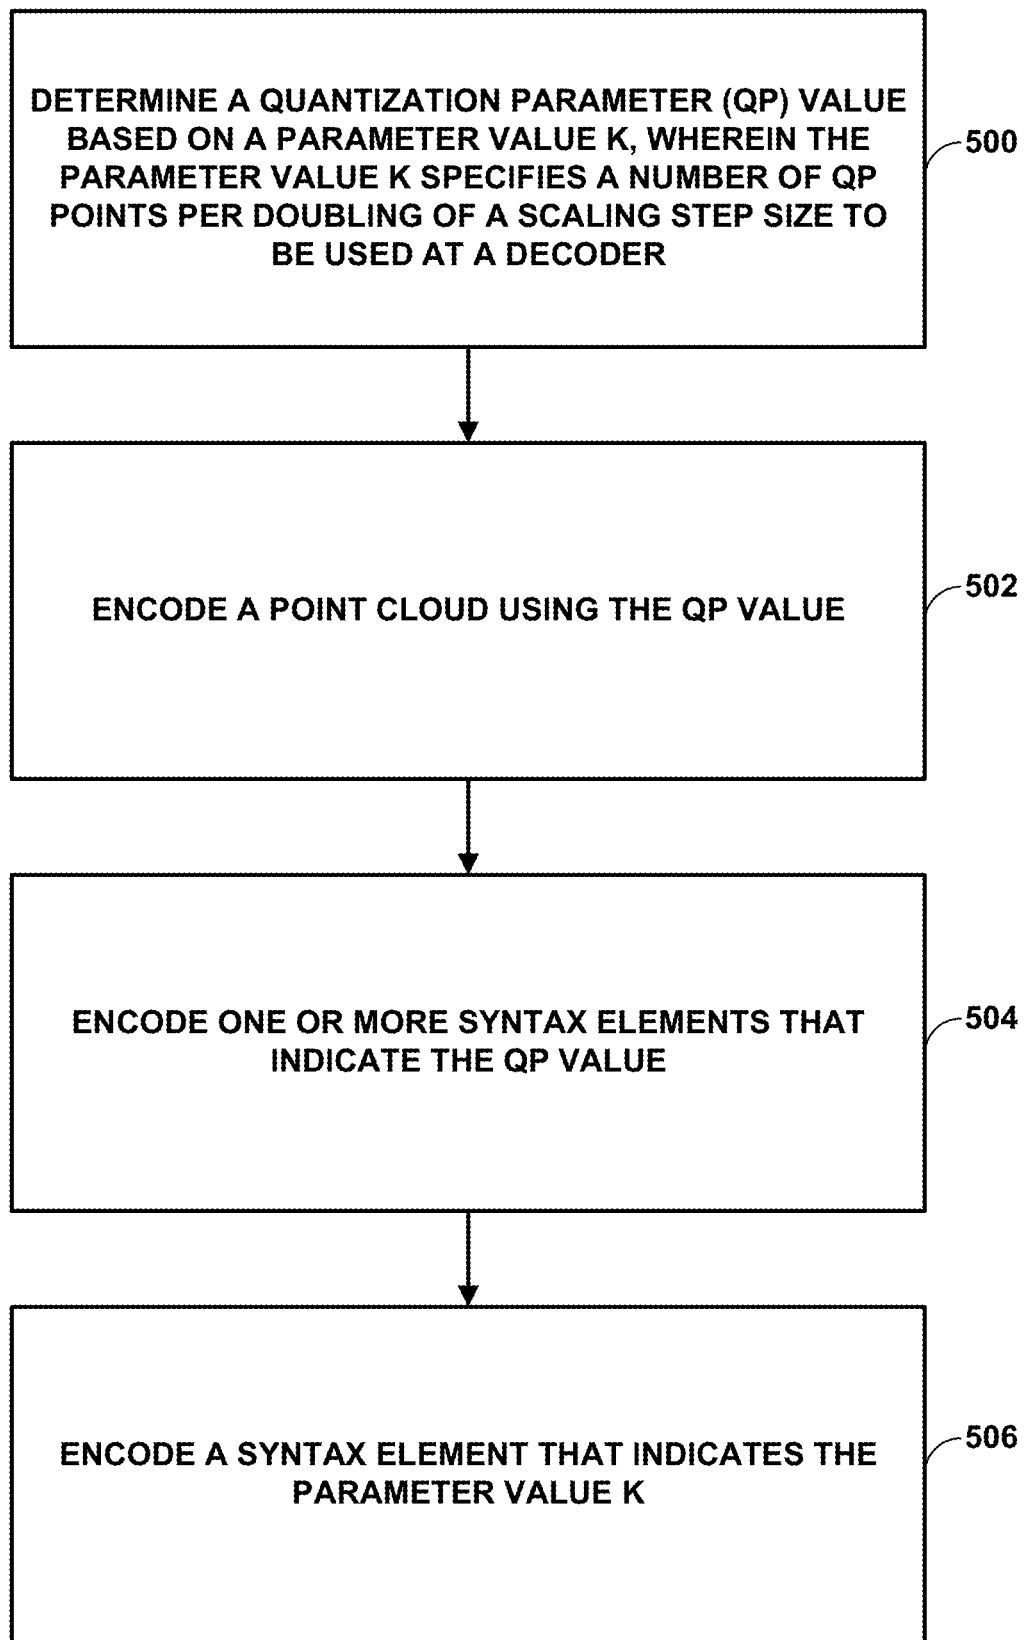 DETERMINE A QUANTIZATION PARAMETER (QP) VALUE
BASED ON A PARAMETER VALUE K, WHEREIN THE
PARAMETER VALUE K SPECIFIES A NUMBER OF QP
POINTS PER DOUBLING OF A SCALING STEP SIZE TO
BE USED AT A DECODER
500
ENCODE A POINT CLOUD USING THE QP VALUE
502
ENCODE ONE OR MORE SYNTAX ELEMENTS THAT
INDICATE THE QP VALUE
504
ENCODE A SYNTAX ELEMENT THAT INDICATES THE
PARAMETER VALUE K
506